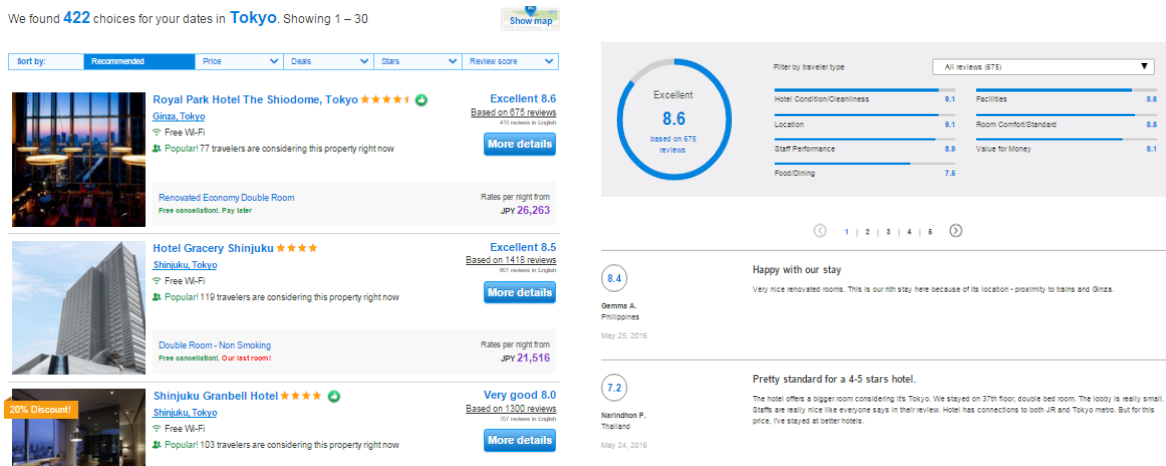 We found 422 choices for your dates in Tokyo. Showing 1 – 30
Show map
Sort by: Recommended Price Deals Stars Review score
Royal Park Hotel The Shiodome, Tokyo
Excellent 8.6
Ginza, Tokyo
Based on 675 reviews
410 reviews in English
Free Wi-Fi
Popular! 77 travelers are considering this property right now
More details
Renovated Economy Double Room
Rates per night from
Free cancellation!, Pay later
JPY 26,263
Hotel Gracery Shinjuku
Excellent 8.5
Shinjuku, Tokyo
Based on 1418 reviews
601 reviews in English
Free Wi-Fi
Popular! 119 travelers are considering this property right now
More details
Double Room - Non Smoking
Rates per night from
Free cancellation!, Our last room!
JPY 21,516
20% Discount!
Shinjuku Granbell Hotel
Very good 8.0
Shinjuku, Tokyo
Based on 1300 reviews
707 reviews in English
Free Wi-Fi
Popular! 103 travelers are considering this property right now
More details
Excellent
8.6
based on 675
reviews
Filter by traveler type
All reviews (675)
Hotel Condition/Cleanliness 9.1
Facilities 8.6
Location 9.1
Room Comfort/Standard 8.8
Staff Performance 8.9
Value for Money 8.1
Food/Dining 7.6
1 | 2 | 3 | 4 | 5
8.4
Happy with our stay
Very nice renovated rooms. This is our nth stay here because of its location - proximity to trains and Ginza.
Gemma A.
Philippines
May 25, 2016
7.2
Pretty standard for a 4-5 stars hotel.
The hotel offers a bigger room considering it's Tokyo. We stayed on 37th floor, double bed room. The lobby is really small.
Staffs are really nice like everyone says in their review. Hotel has connections to both JR and Tokyo metro. But for this
price, I've stayed at better hotels.
Narindhon P.
Thailand
May 24, 2016